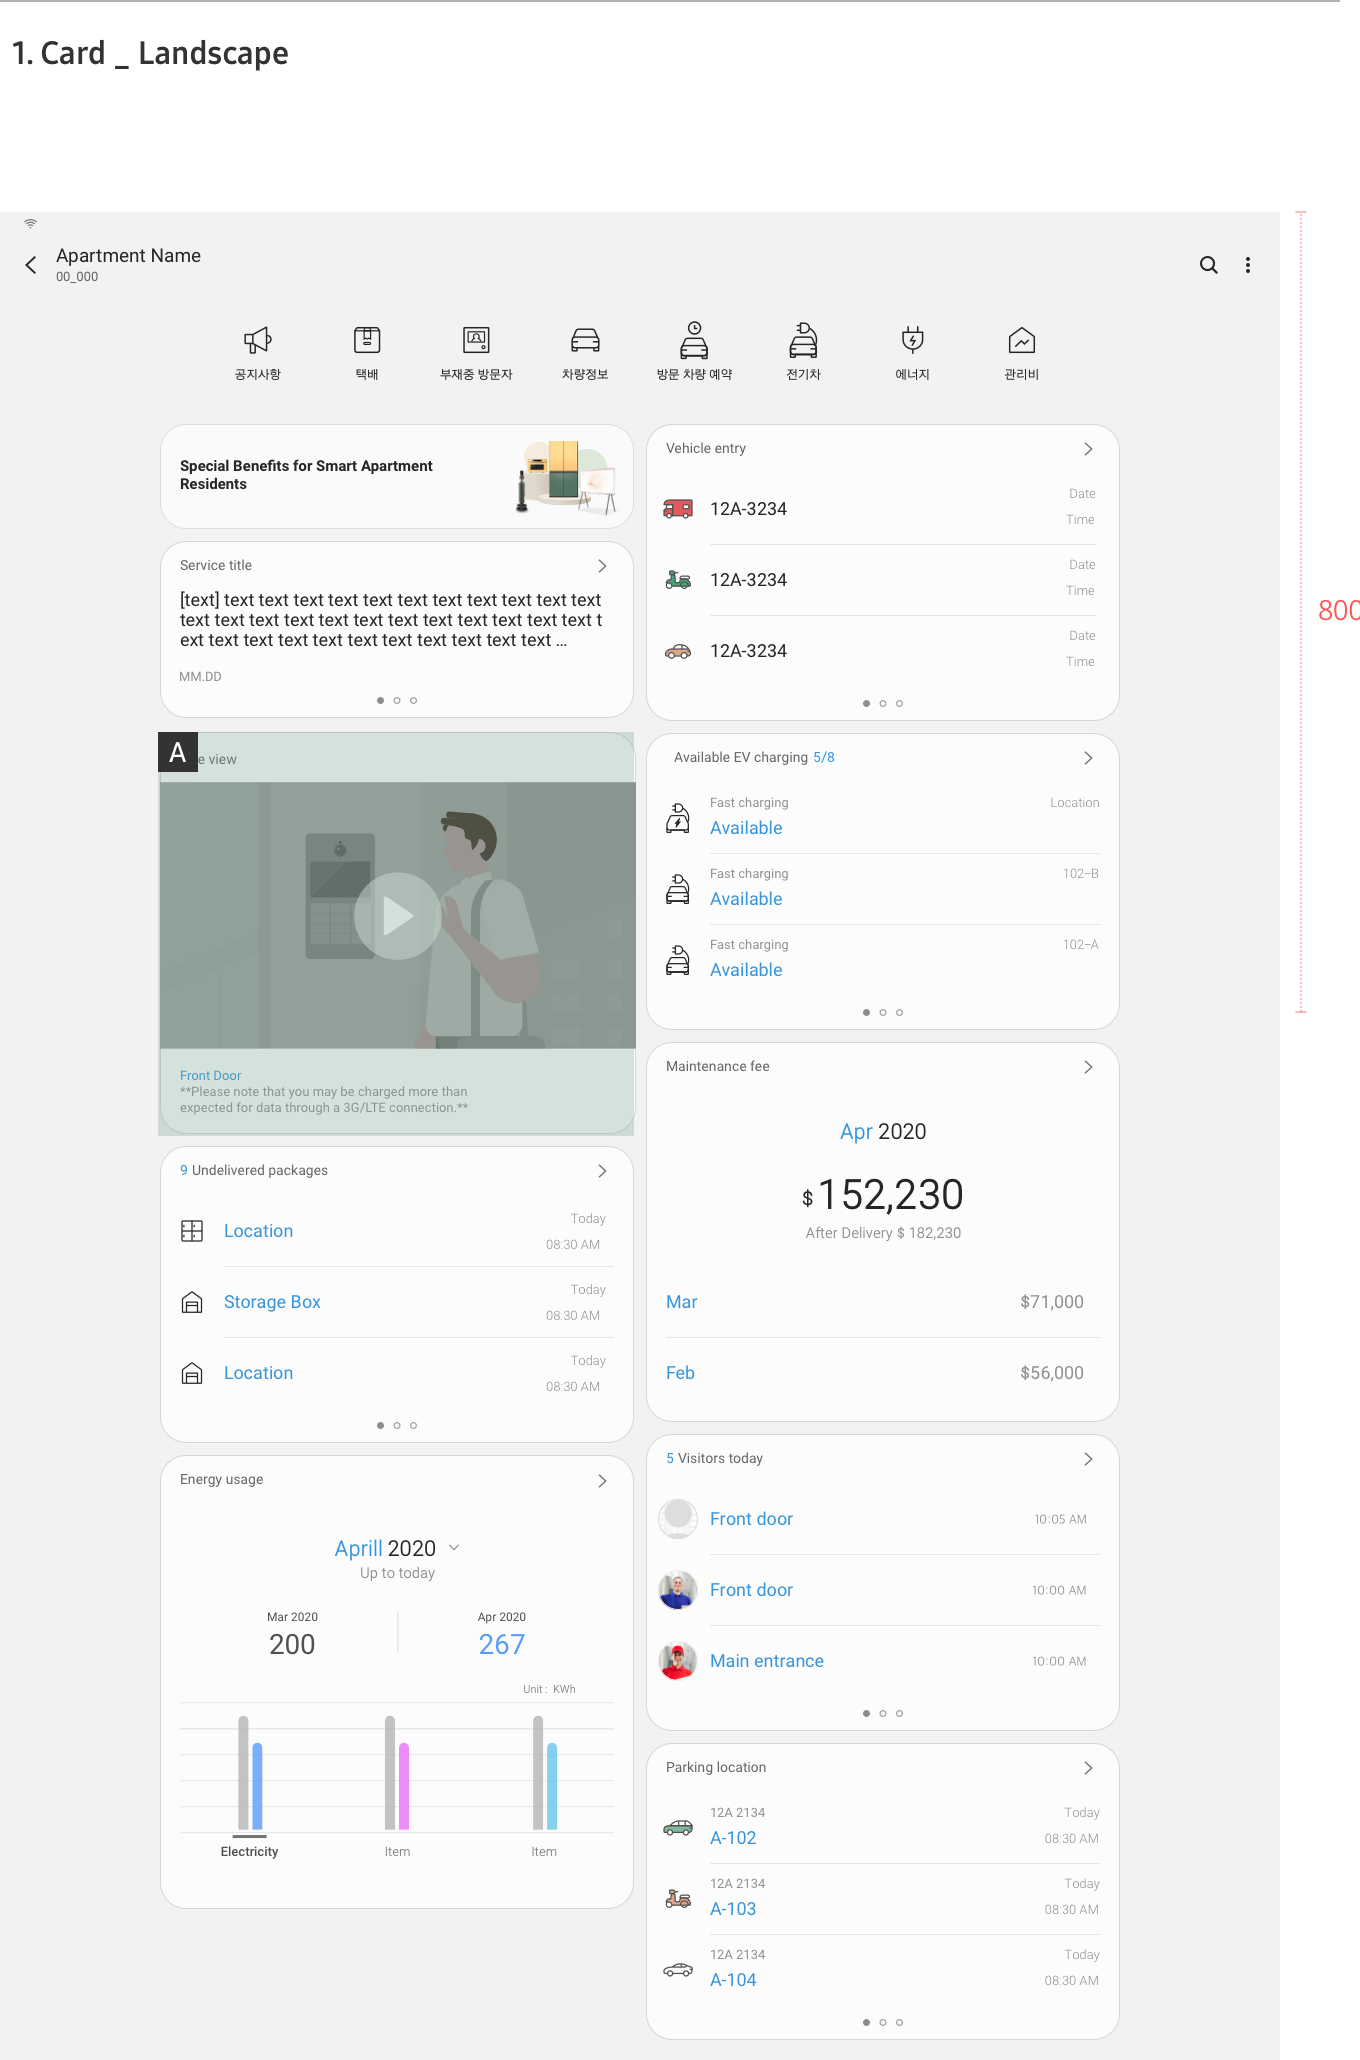 1. Card _ Landscape
Apartment Name
00_000
공지사항
택배
부재중 방문자
차량정보
방문 차량 예약
전기차
에너지
관리비
Special Benefits for Smart Apartment
Residents
Service title
[text] text text text text text text text text text text text
text text text text text text text text text text text text t
ext text text text text text text text text text text ...
MM.DD
A
e view
Front Door
**Please note that you may be charged more than
expected for data through a 3G/LTE connection.**
9 Undelivered packages
Location
Today
08:30 AM
Storage Box
Today
08:30 AM
Location
Today
08:30 AM
Energy usage
Aprill 2020
Up to today
Mar 2020
200
Apr 2020
267
Unit : KWh
Electricity
Item
Item
Vehicle entry
12A-3234
Date
Time
12A-3234
Date
Time
12A-3234
Date
Time
Available EV charging 5/8
Fast charging
Available
Location
Fast charging
Available
102-B
Fast charging
Available
102-A
Maintenance fee
Apr 2020
$ 152,230
After Delivery $ 182,230
Mar
$71,000
Feb
$56,000
5 Visitors today
Front door
10:05 AM
Front door
10:00 AM
Main entrance
10:00 AM
Parking location
12A 2134
A-102
Today
08:30 AM
12A 2134
A-103
Today
08:30 AM
12A 2134
A-104
Today
08:30 AM
800